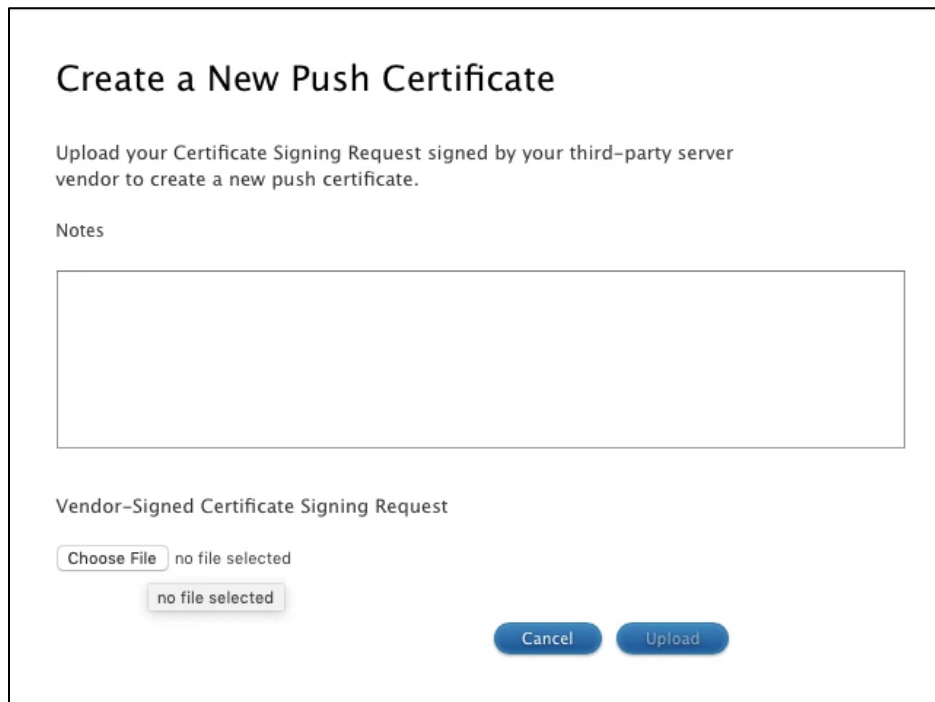 Create a New Push Certificate
Upload your Certificate Signing Request signed by your third-party server
vendor to create a new push certificate.
Notes
Vendor-Signed Certificate Signing Request
Choose File no file selected
no file selected
Cancel Upload